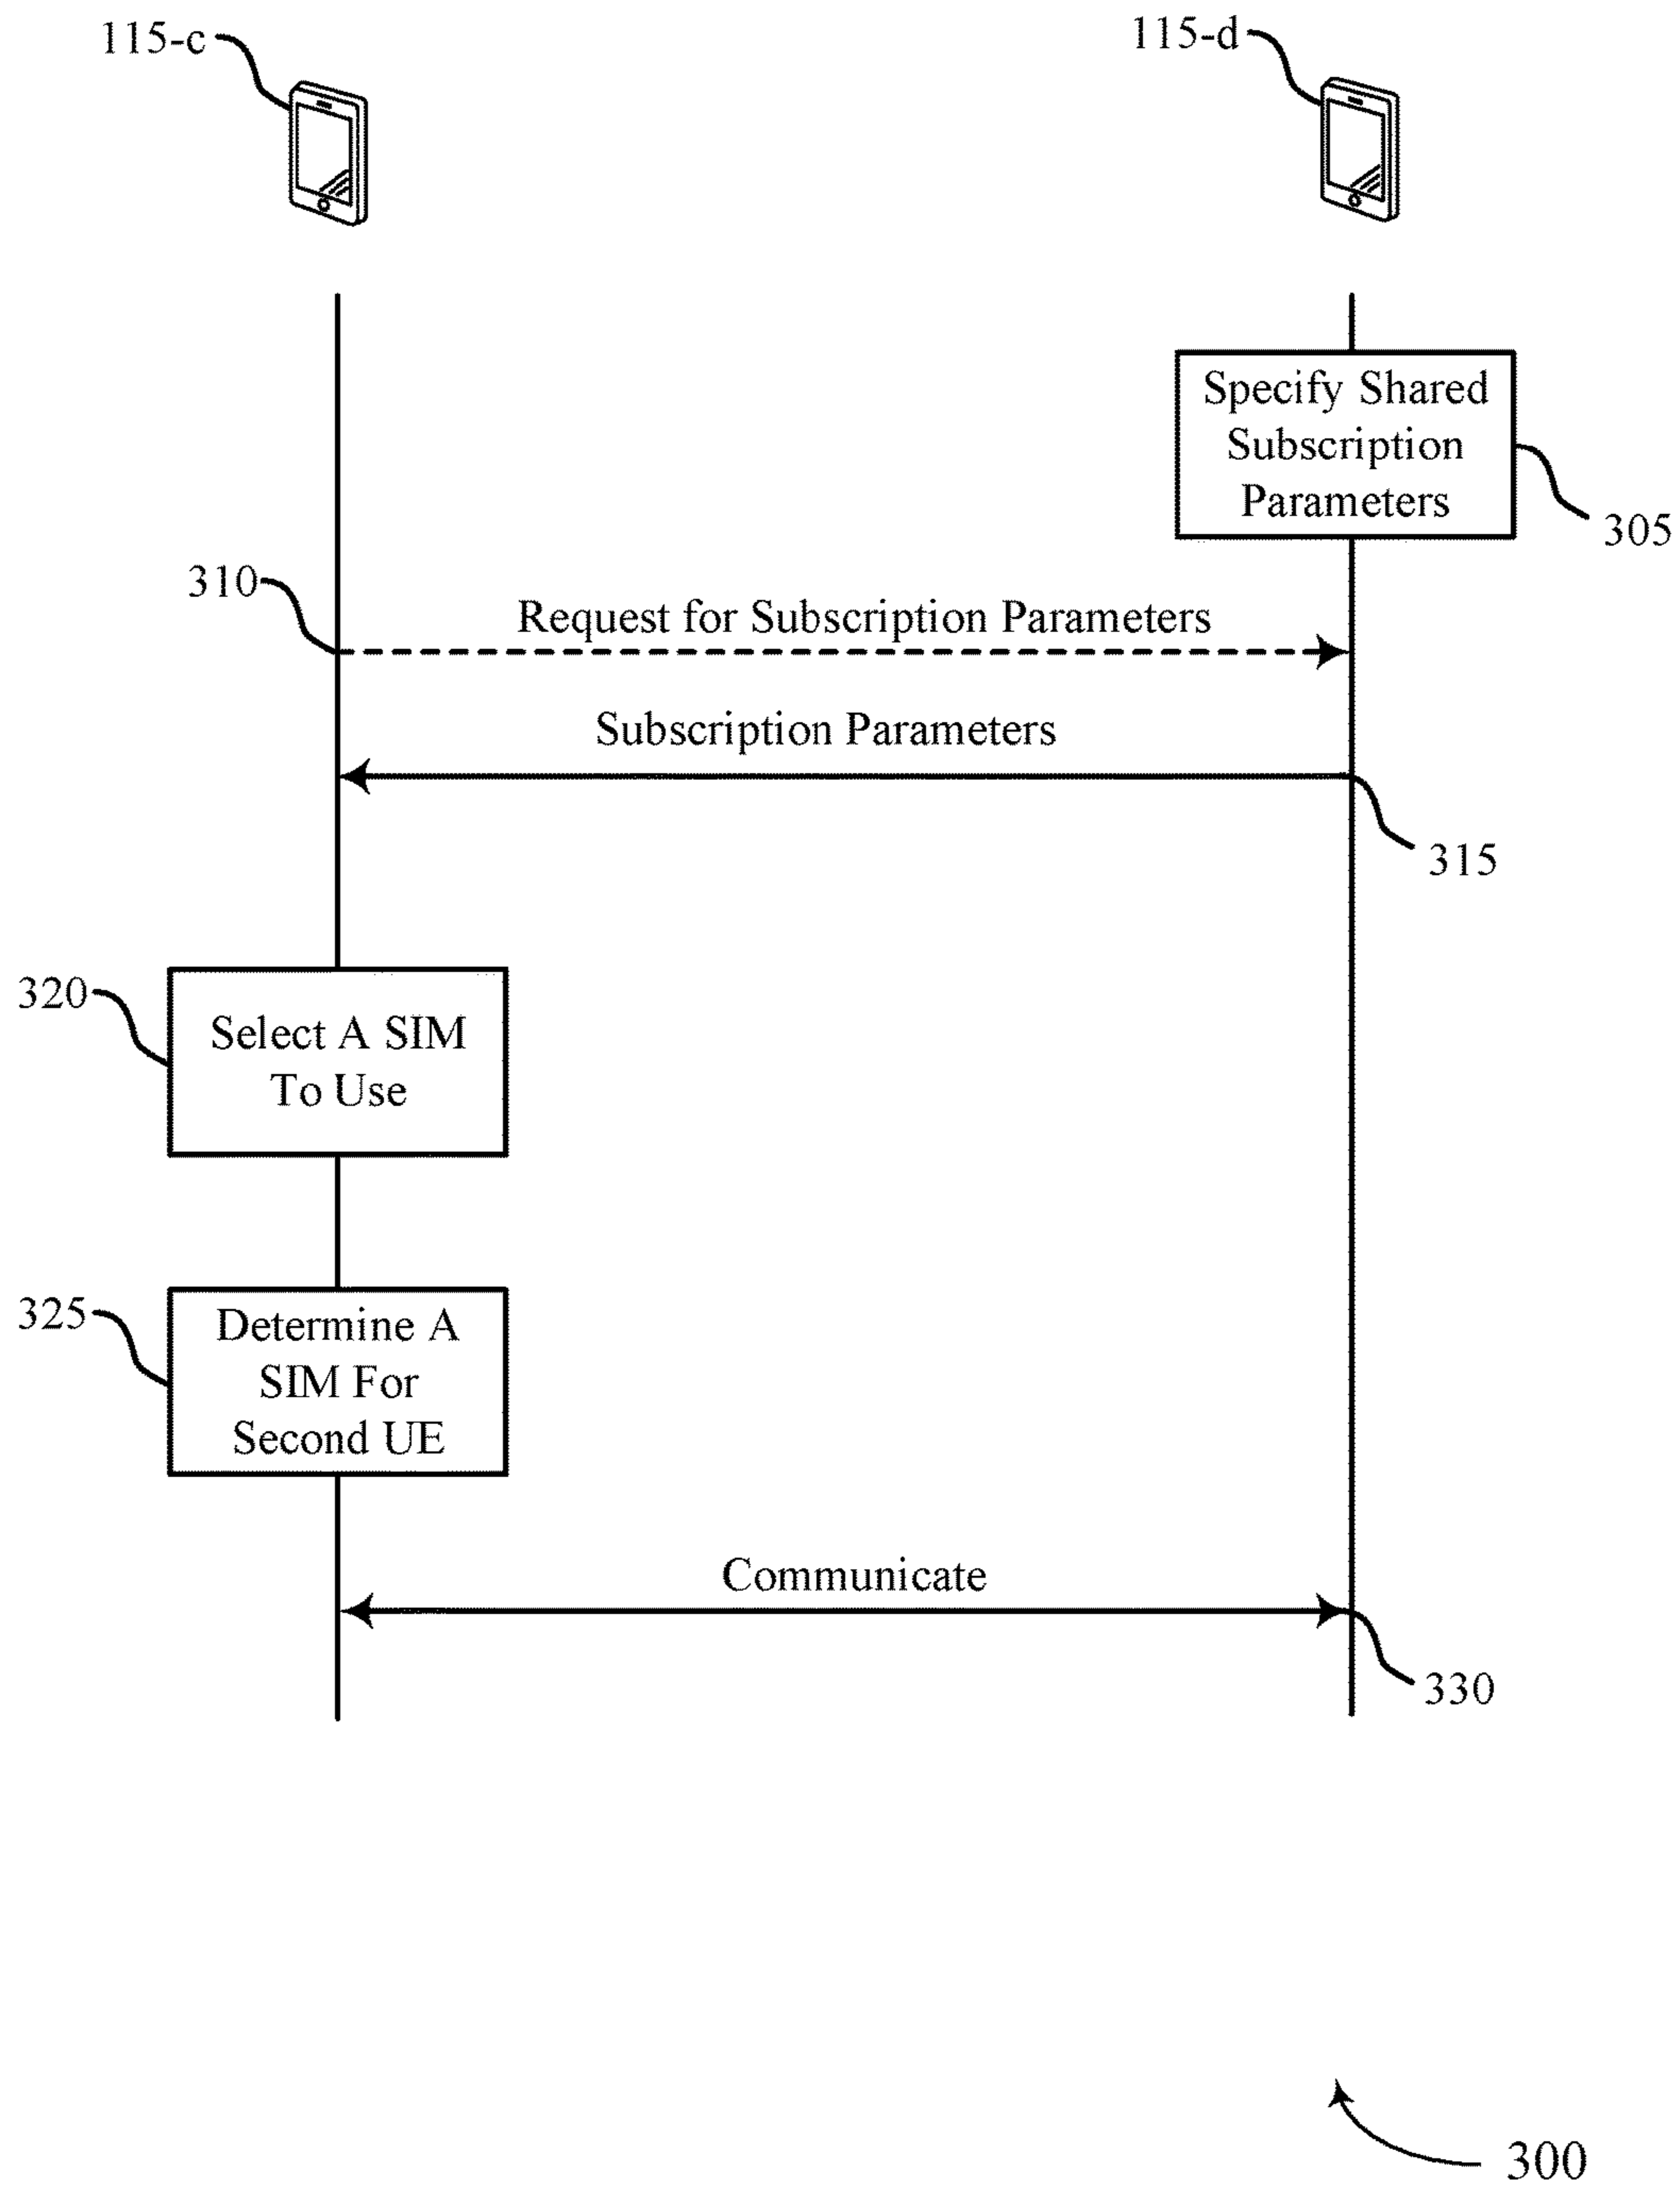 115-c
115-d
Specify Shared
Subscription
Parameters
305
310
Request for Subscription Parameters
Subscription Parameters
315
320
Select A SIM
To Use
325
Determine A
SIM For
Second UE
Communicate
330
300